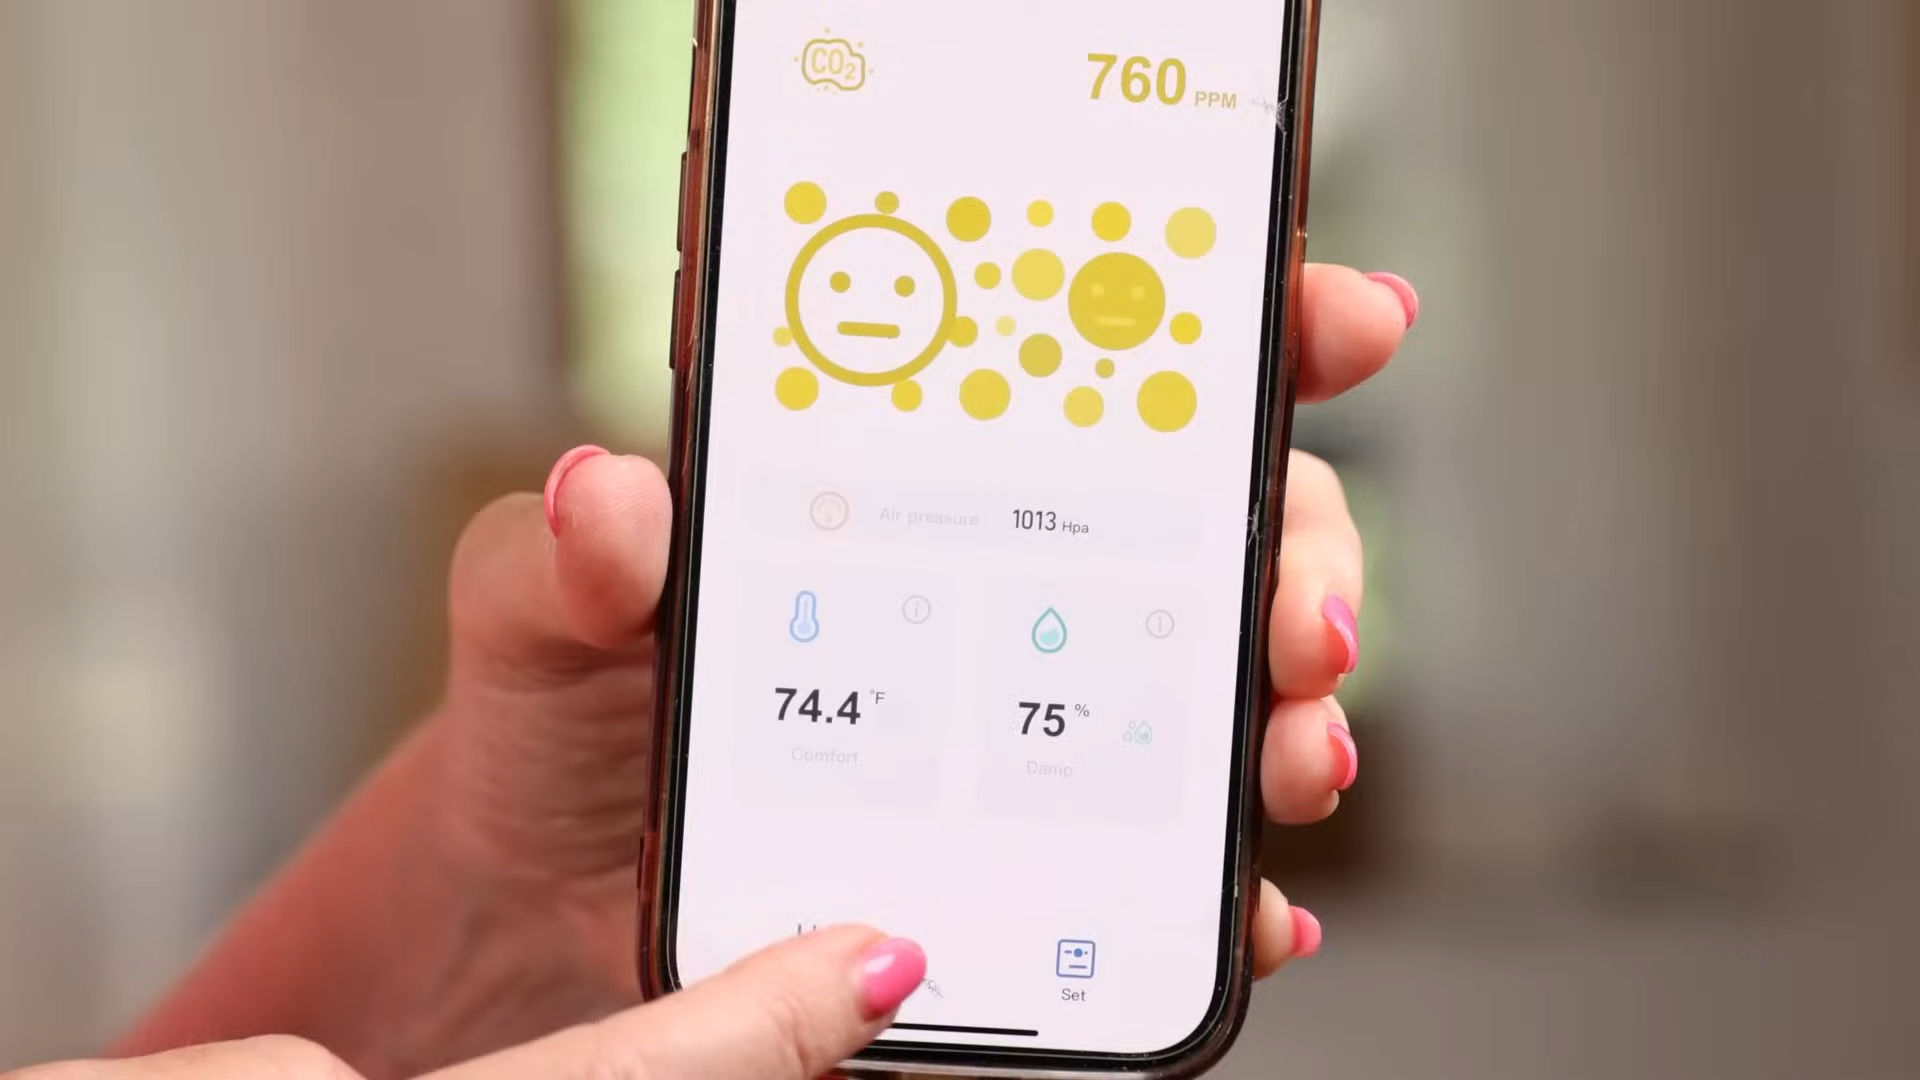 CO2
760 PPM
Air pressure 1013 Hpa
74.4 °F
Comfort
75 %
Damp
Set